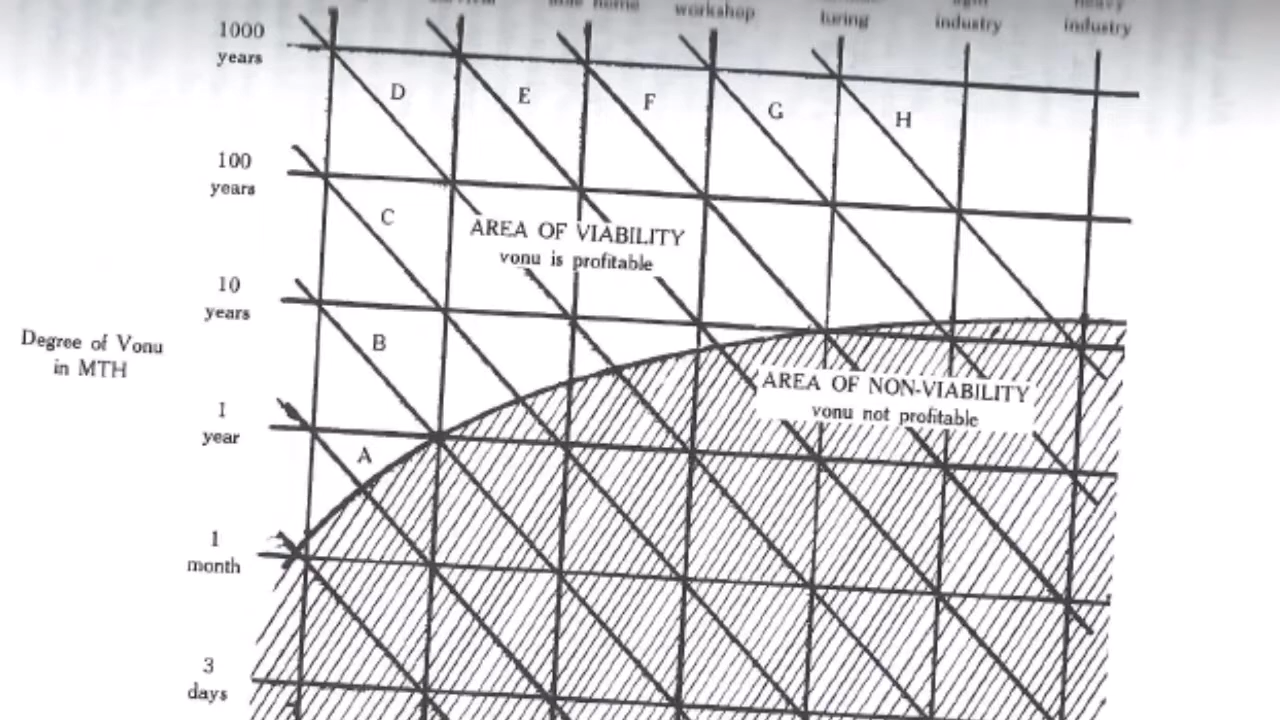 workshop
turing
industry
industry
1000
years
D
E
F
G
H
100
years
C
AREA OF VIABILITY
vonu is profitable
10
years
Degree of Vonu
in MTH
B
AREA OF NON-VIABILITY
vonu not profitable
1
year
A
1
month
3
days